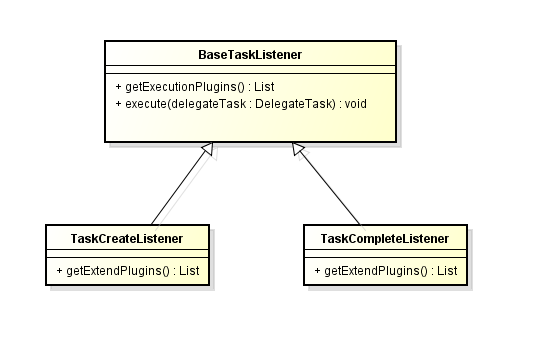 BaseTaskListener
+ getExecutionPlugins() : List
+ execute(delegateTask : DelegateTask) : void
TaskCreateListener
+ getExtendPlugins() : List
TaskCompleteListener
+ getExtendPlugins() : List